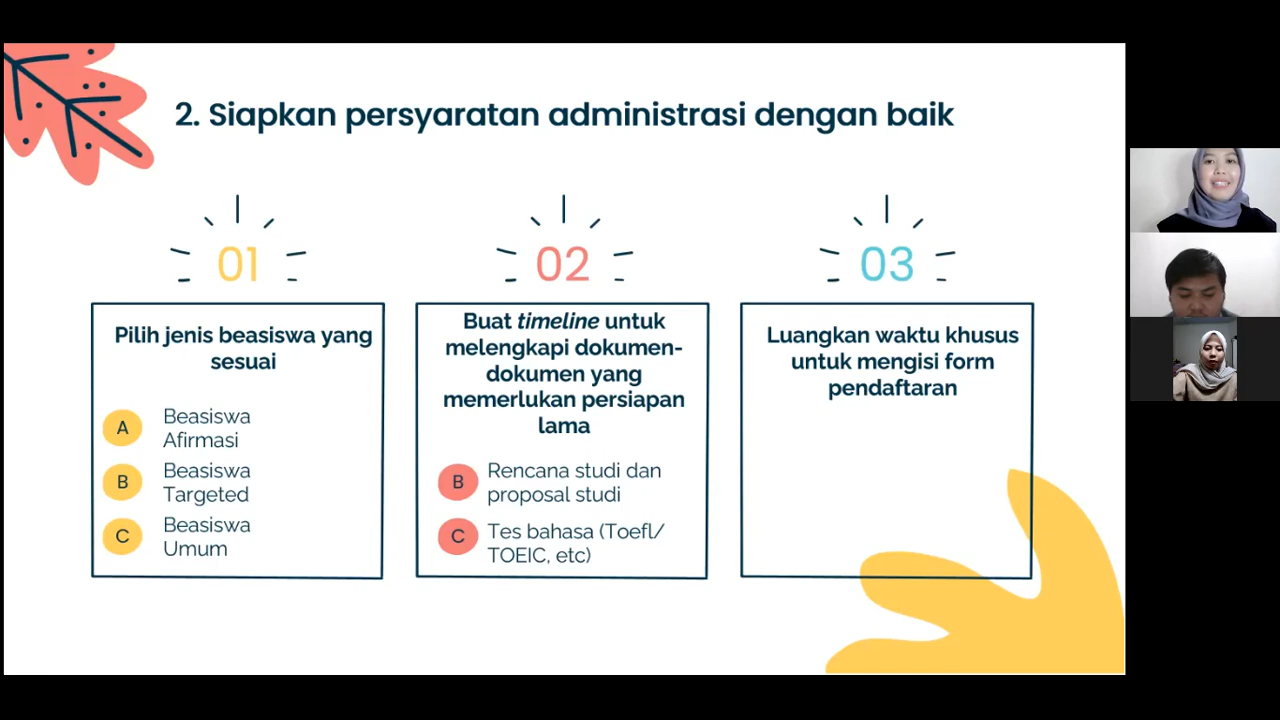 2. Siapkan persyaratan administrasi dengan baik
01
Pilih jenis beasiswa yang
sesuai
A
Beasiswa
Afirmasi
B
Beasiswa
Targeted
C
Beasiswa
Umum
02
Buat timeline untuk
melengkapi dokumen-
dokumen yang
memerlukan persiapan
lama
B
Rencana studi dan
proposal studi
C
Tes bahasa (Toefl/
TOEIC, etc)
03
Luangkan waktu khusus
untuk mengisi form
pendaftaran